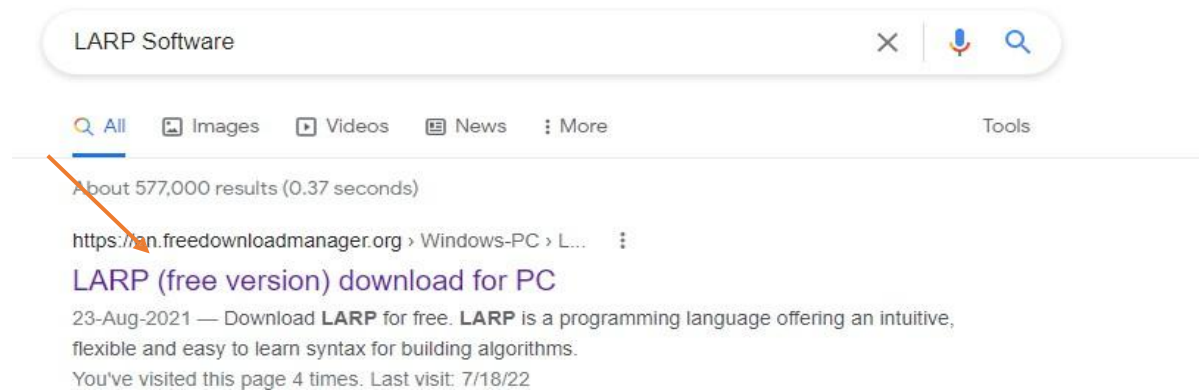 LARP Software
All Images Videos News More Tools
About 577,000 results (0.37 seconds)
https://en.freedownloadmanager.org › Windows-PC › L...
LARP (free version) download for PC
23-Aug-2021 — Download LARP for free. LARP is a programming language offering an intuitive,
flexible and easy to learn syntax for building algorithms.
You've visited this page 4 times. Last visit: 7/18/22